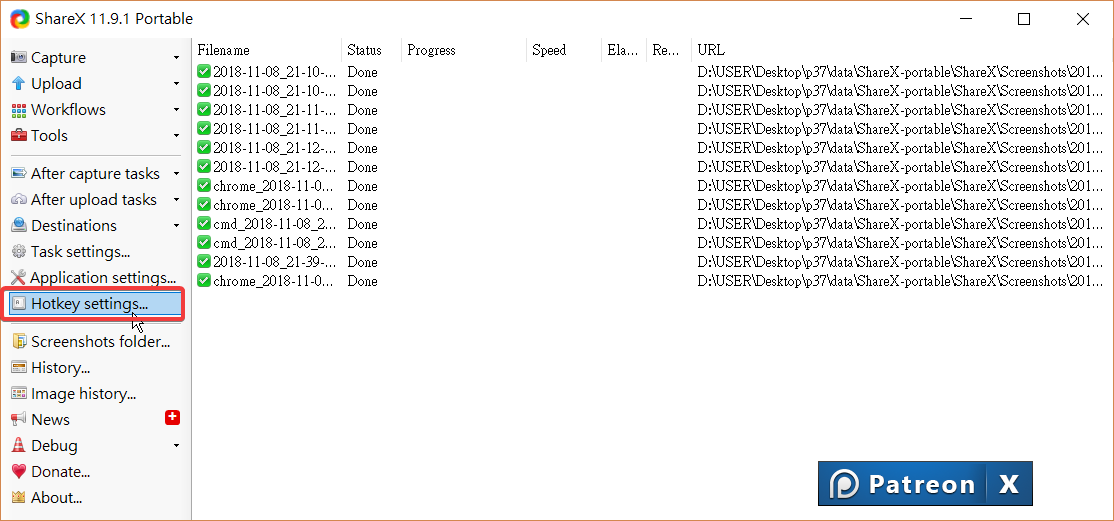 ShareX 11.9.1 Portable
Capture
Upload
Workflows
Tools
After capture tasks
After upload tasks
Destinations
Task settings...
Application settings...
Hotkey settings...
Screenshots folder...
History...
Image history...
News
Debug
Donate...
About...
Filename Status Progress Speed Ela... Re... URL
2018-11-08_21-10-... Done D:\USER\Desktop\p37\data\ShareX-portable\ShareX\Screenshots\201...
2018-11-08_21-10-... Done D:\USER\Desktop\p37\data\ShareX-portable\ShareX\Screenshots\201...
2018-11-08_21-11-... Done D:\USER\Desktop\p37\data\ShareX-portable\ShareX\Screenshots\201...
2018-11-08_21-11-... Done D:\USER\Desktop\p37\data\ShareX-portable\ShareX\Screenshots\201...
2018-11-08_21-12-... Done D:\USER\Desktop\p37\data\ShareX-portable\ShareX\Screenshots\201...
2018-11-08_21-12-... Done D:\USER\Desktop\p37\data\ShareX-portable\ShareX\Screenshots\201...
chrome_2018-11-0... Done D:\USER\Desktop\p37\data\ShareX-portable\ShareX\Screenshots\201...
chrome_2018-11-0... Done D:\USER\Desktop\p37\data\ShareX-portable\ShareX\Screenshots\201...
cmd_2018-11-08_2... Done D:\USER\Desktop\p37\data\ShareX-portable\ShareX\Screenshots\201...
cmd_2018-11-08_2... Done D:\USER\Desktop\p37\data\ShareX-portable\ShareX\Screenshots\201...
2018-11-08_21-39-... Done D:\USER\Desktop\p37\data\ShareX-portable\ShareX\Screenshots\201...
chrome_2018-11-0... Done D:\USER\Desktop\p37\data\ShareX-portable\ShareX\Screenshots\201...
Patreon X